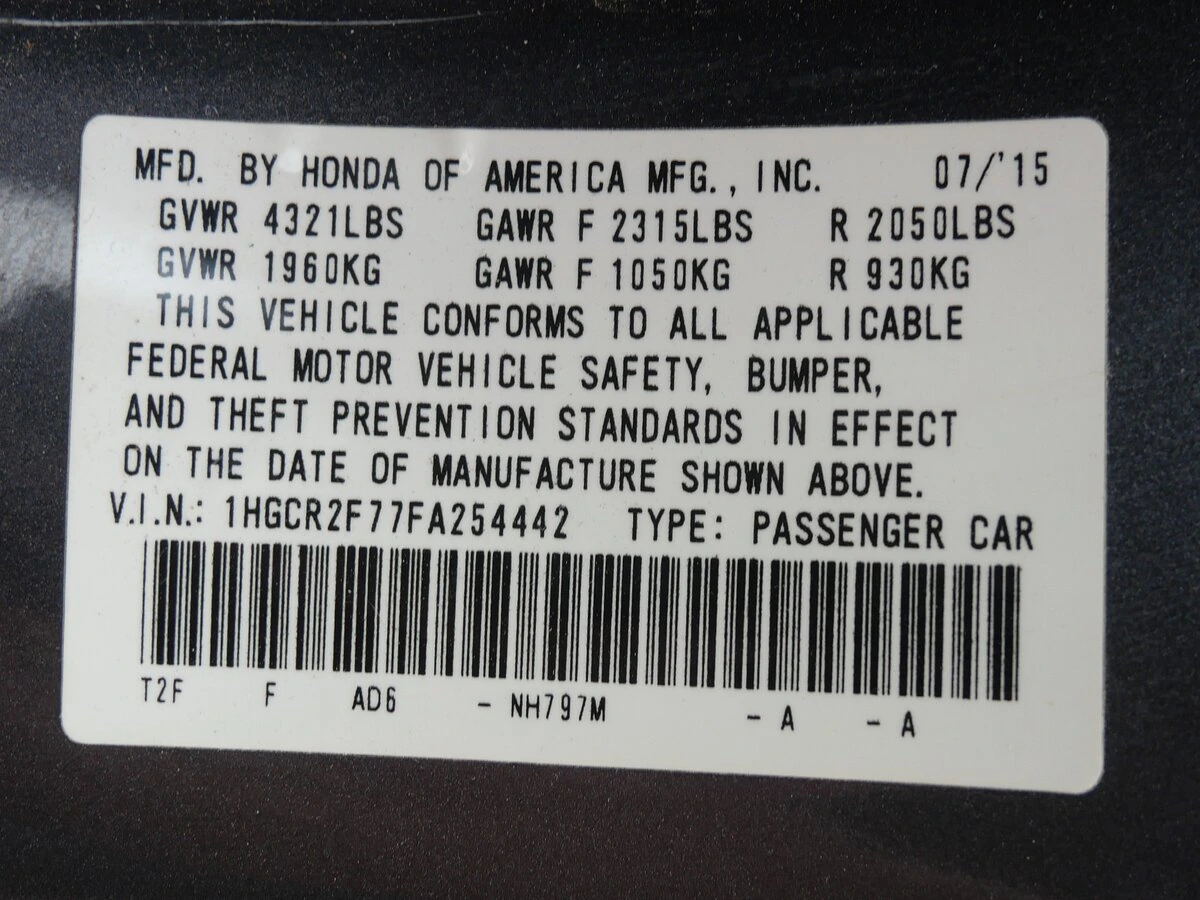 MFD. BY HONDA OF AMERICA MFG., INC. 07/'15
GVWR 4321LBS GAWR F 2315LBS R 2050LBS
GVWR 1960KG GAWR F 1050KG R 930KG
THIS VEHICLE CONFORMS TO ALL APPLICABLE
FEDERAL MOTOR VEHICLE SAFETY, BUMPER,
AND THEFT PREVENTION STANDARDS IN EFFECT
ON THE DATE OF MANUFACTURE SHOWN ABOVE.
V.I.N.: 1HGCR2F77FA254442 TYPE: PASSENGER CAR
T2F F AD6 - NH797M - A - A